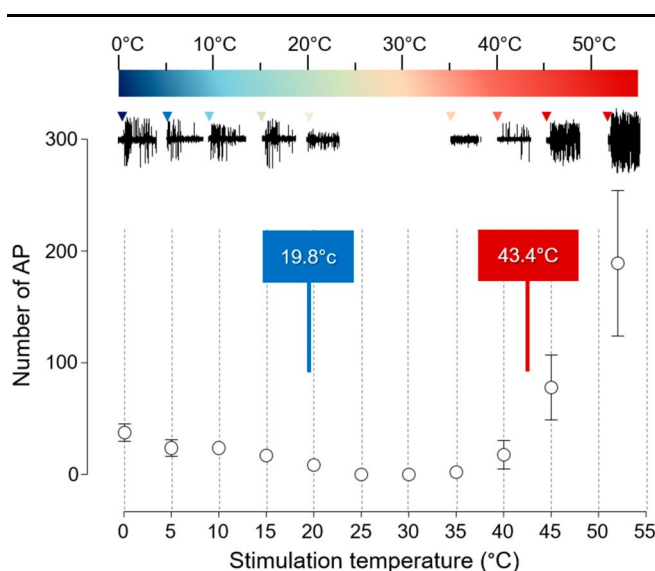 0°C 10°C 20°C 30°C 40°C 50°C
300
200
19.8°c
43.4°C
Number of AP
100
0
0 5 10 15 20 25 30 35 40 45 50 55
Stimulation temperature (°C)